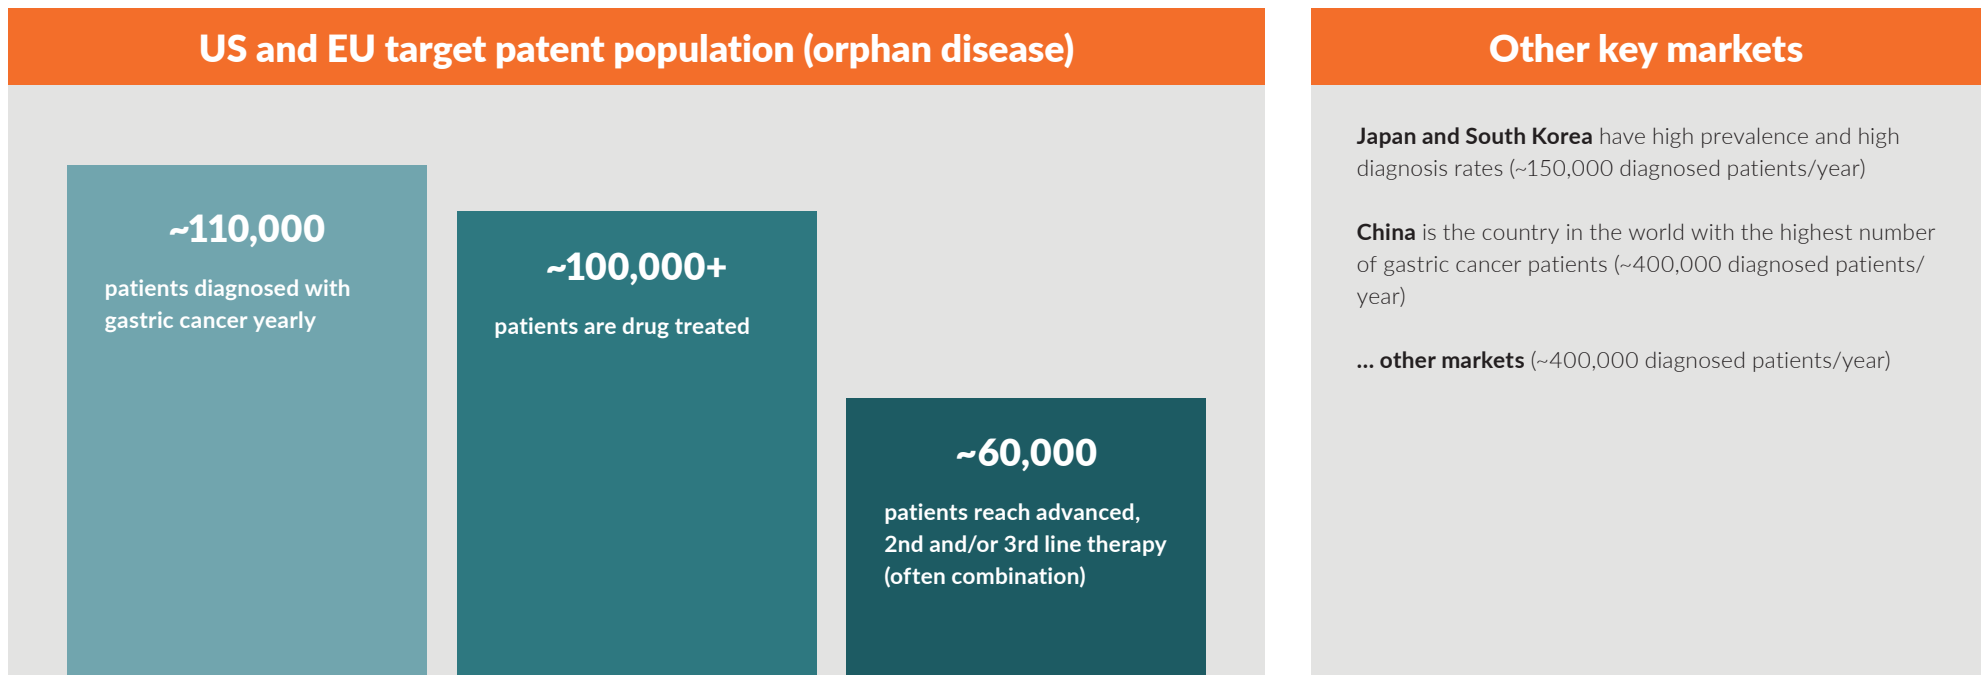 US and EU target patent population (orphan disease)
~110,000
patients diagnosed with
gastric cancer yearly
~100,000+
patients are drug treated
~60,000
patients reach advanced,
2nd and/or 3rd line therapy
(often combination)
Other key markets
Japan and South Korea have high prevalence and high
diagnosis rates (~150,000 diagnosed patients/year)
China is the country in the world with the highest number
of gastric cancer patients (~400,000 diagnosed patients/
year)
... other markets (~400,000 diagnosed patients/year)